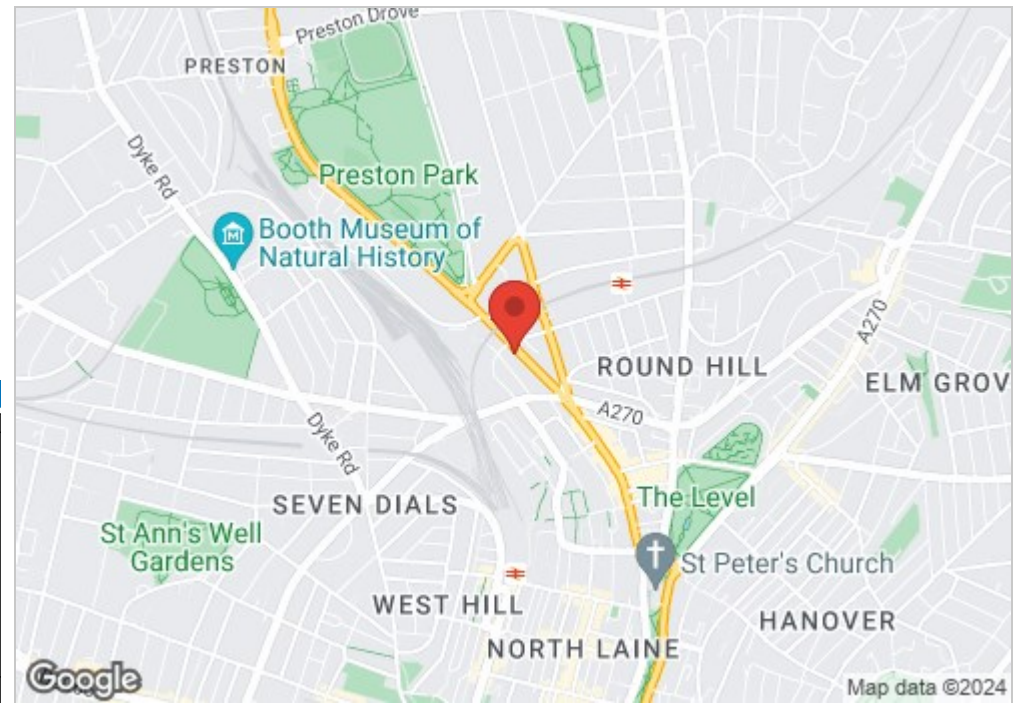 Preston Drove
PRESTON
Dyke Rd
Preston Park
Booth Museum of
Natural History
A270
ROUND HILL
ELM GROV
A270
Dyke Rd
SEVEN DIALS
The Level
St Ann's Well
Gardens
St Peter's Church
WEST HILL
HANOVER
NORTH LAINE
Google
Map data ©2024